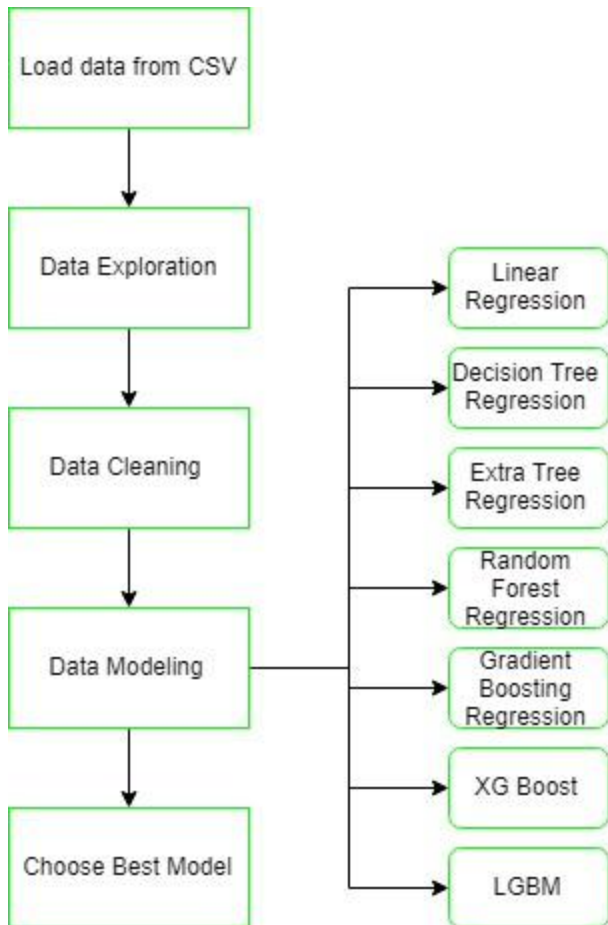 Load data from CSV
Data Exploration
Data Cleaning
Data Modeling
Choose Best Model
Linear
Regression
Decision Tree
Regression
Extra Tree
Regression
Random
Forest
Regression
Gradient
Boosting
Regression
XG Boost
LGBM